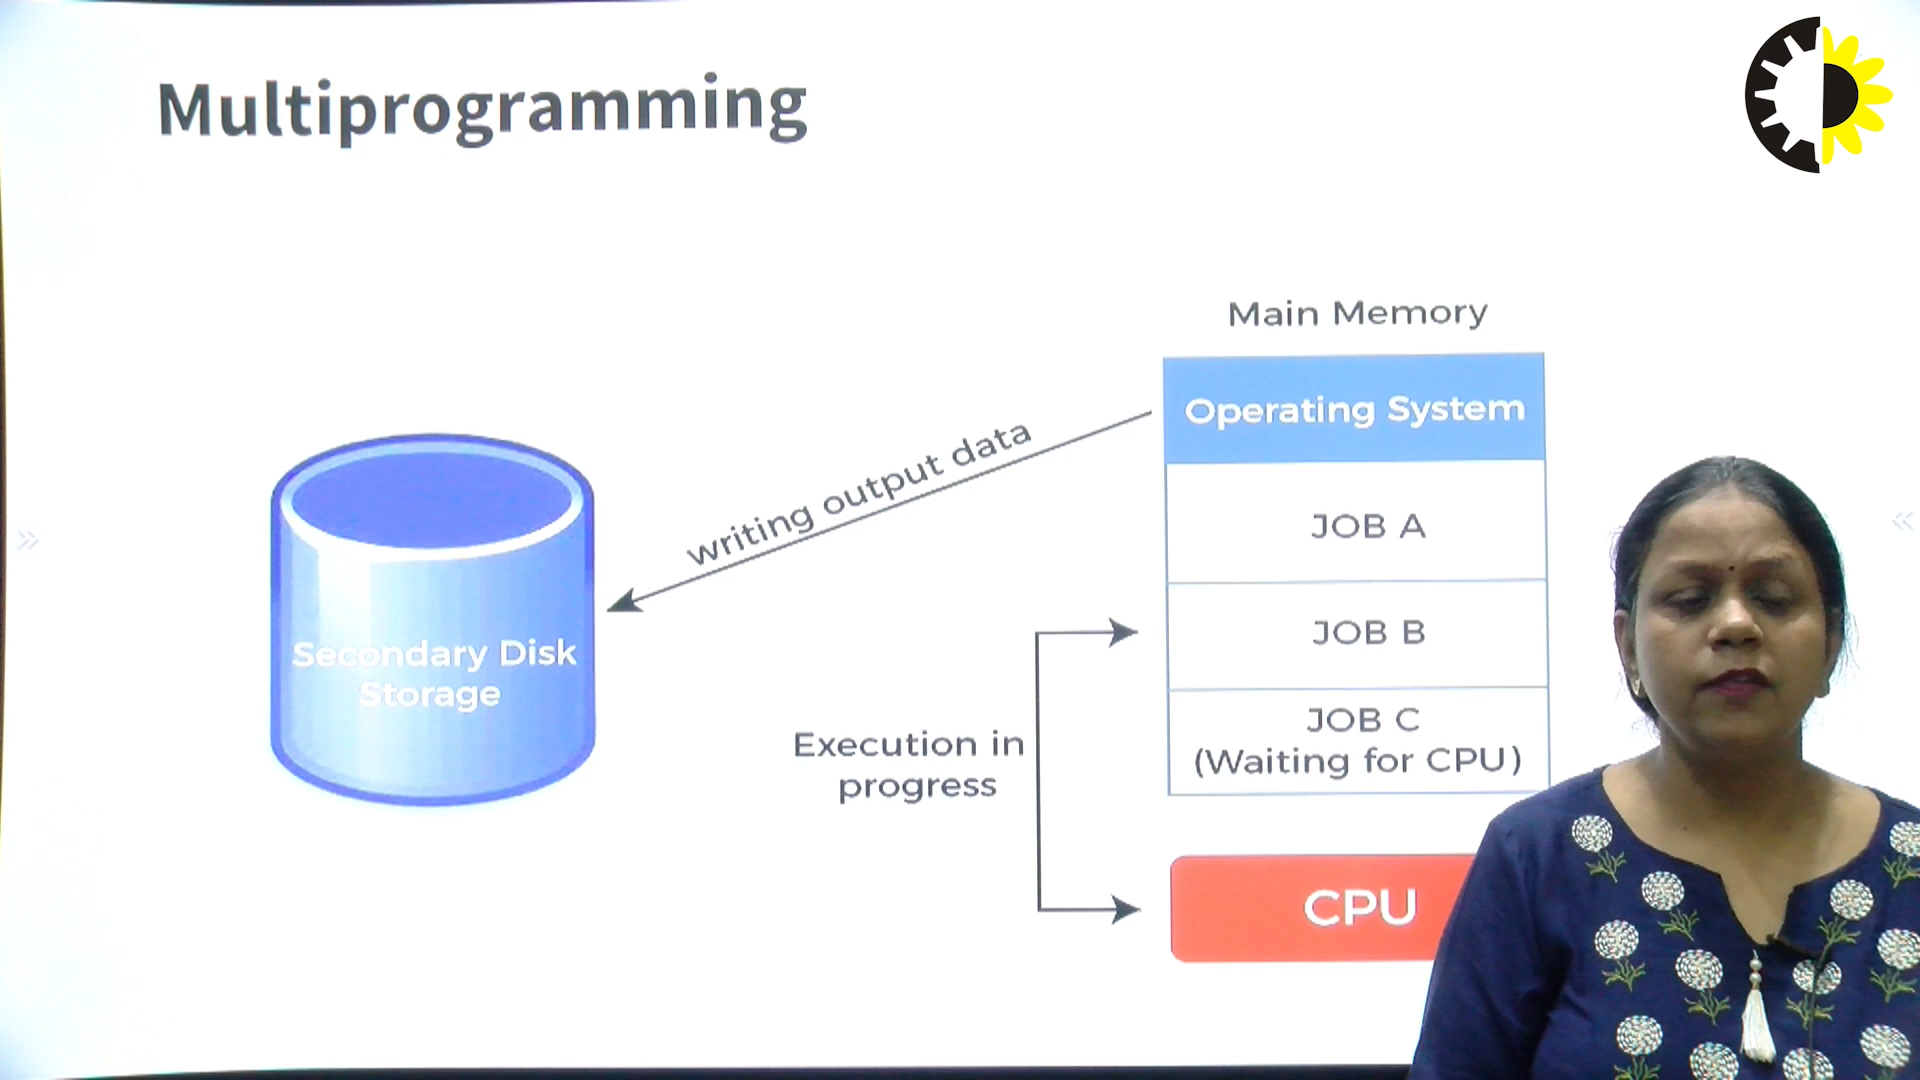 Multiprogramming
Main Memory
Operating System
writing output data
JOB A
JOB B
Secondary Disk
Storage
JOB C
(Waiting for CPU)
Execution in
progress
CPU